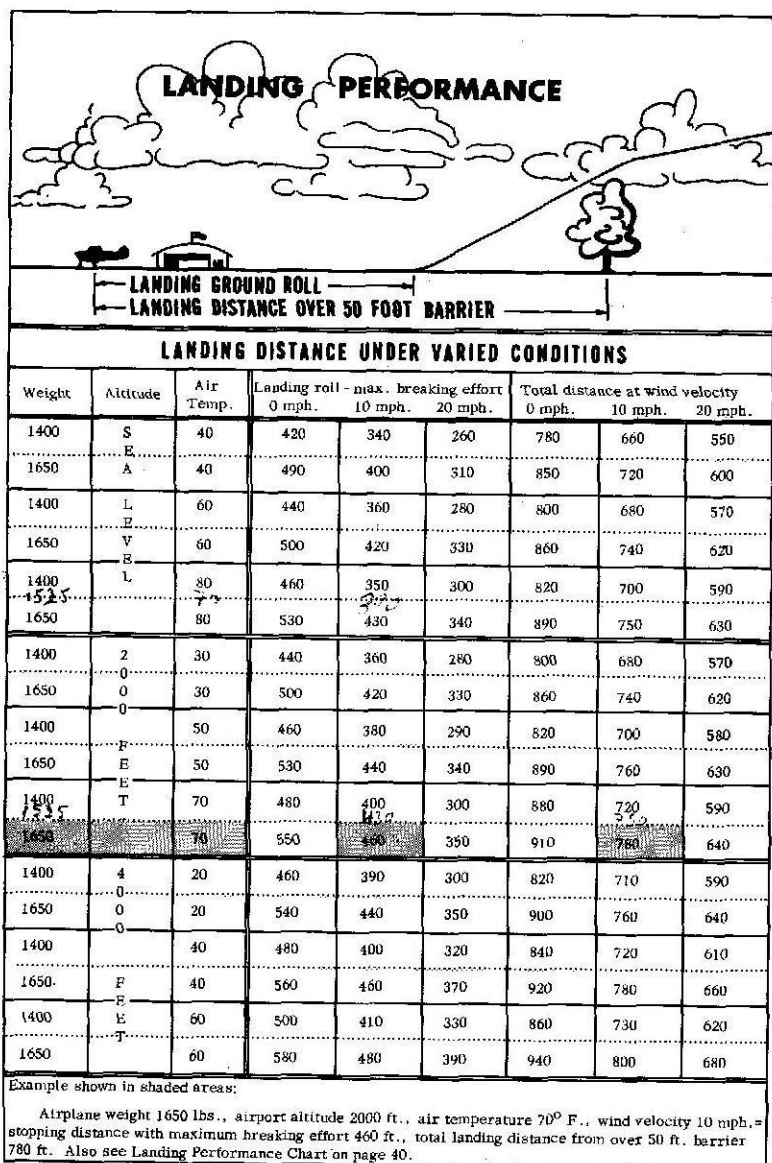 LANDING PERFORMANCE
LANDING GROUND ROLL
LANDING DISTANCE OVER 50 FOOT BARRIER
LANDING DISTANCE UNDER VARIED CONDITIONS
Weight Altitude Air Temp. Landing roll - max. breaking effort Total distance at wind velocity
0 mph. 10 mph. 20 mph. 0 mph. 10 mph. 20 mph.
SEA LEVEL
1400 40 420 340 260 780 660 550
1650 40 490 400 310 850 720 600
1400 60 440 360 280 800 680 570
1650 60 500 420 330 860 740 620
1400 80 460 350 300 820 700 590
1535
1650 80 530 430 340 890 750 630
2000 FEET
1400 30 440 360 280 800 680 570
1650 30 500 420 330 860 740 620
1400 50 460 380 290 820 700 580
1650 50 530 440 340 890 760 630
1400 70 480 400 300 880 720 590
1535
1650 70 550 460 350 910 780 640
4000 FEET
1400 20 460 390 300 820 710 590
1650 20 540 440 350 900 760 640
1400 40 480 400 320 840 720 610
1650. 40 560 460 370 920 780 660
1400 60 500 410 330 860 730 620
1650 60 580 480 390 940 800 680
Example shown in shaded areas:
Airplane weight 1650 lbs., airport altitude 2000 ft., air temperature 70° F., wind velocity 10 mph.=
stopping distance with maximum breaking effort 460 ft., total landing distance from over 50 ft. barrier
780 ft. Also see Landing Performance Chart on page 40.